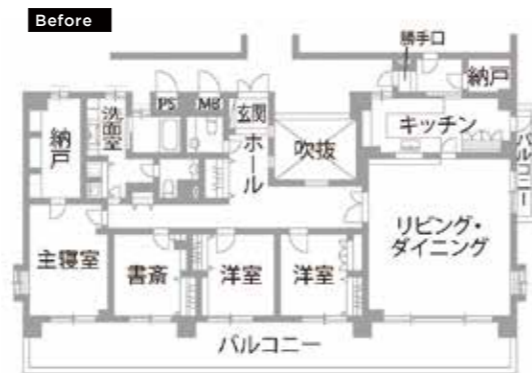 Before
勝手口
納戸
PS
MB
玄関
洗面室
納戸
ホール
吹抜
キッチン
バルコニー
リビング・
ダイニング
主寝室
書斎
洋室
洋室
バルコニー